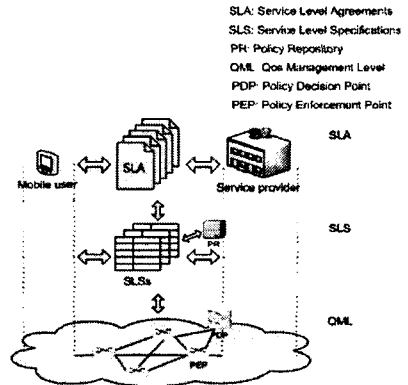 SLA: Service Level Agreements
SLS: Service Level Specifications
PR: Policy Repository
QML Qos Management Level
PDP: Policy Decision Point
PEP: Policy Enforcement Point
SLA
SLA
Mobile user
Service provider
SLS
PR
SLSs
QML
PDP
PEP